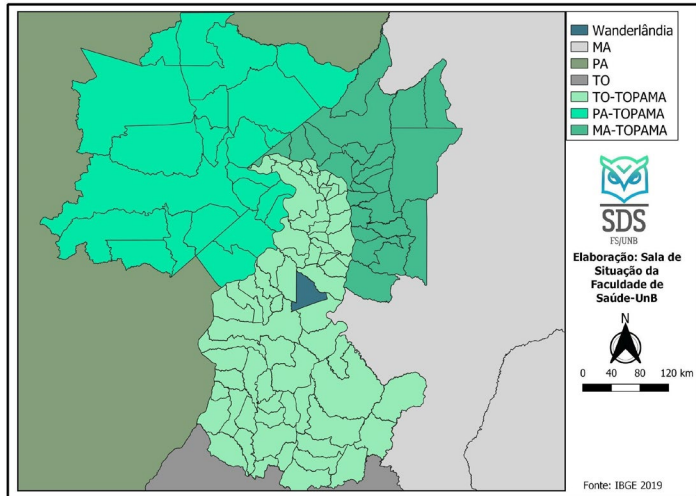 Wanderlândia
MA
PA
TO
TO-TOPAMA
PA-TOPAMA
MA-TOPAMA
SDS
FS/UNB
Elaboração: Sala de
Situação da
Faculdade de
Saúde-UnB
N
0 40 80 120 km
Fonte: IBGE 2019